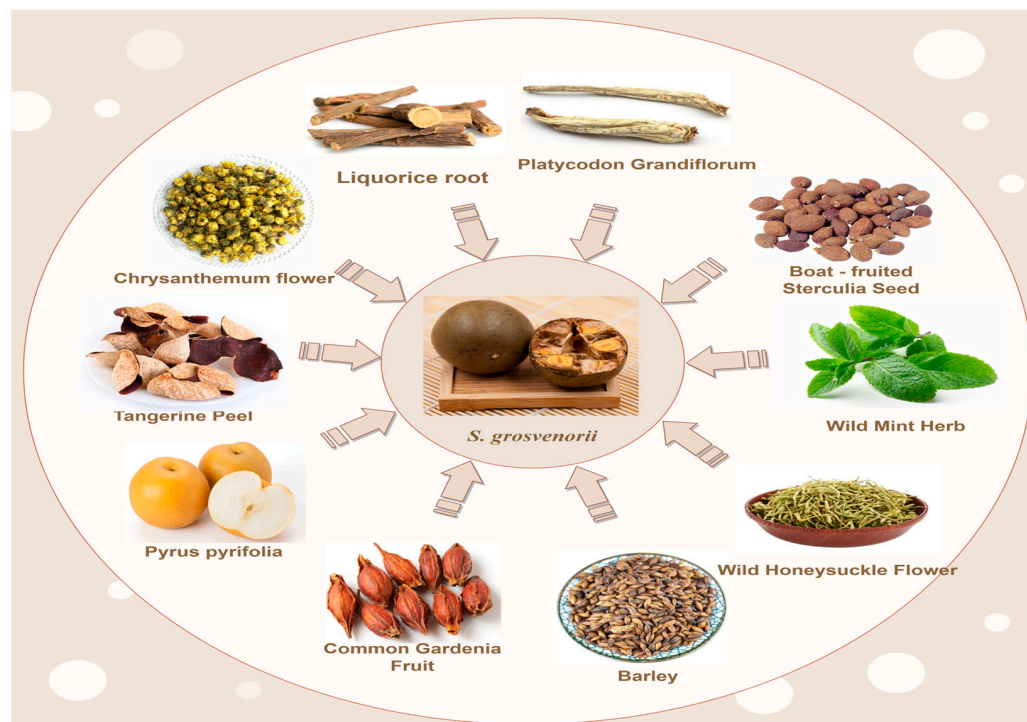 Liquorice root
Platycodon Grandiflorum
Chrysanthemum flower
Boat - fruited
Sterculia Seed
Tangerine Peel
S. grosvenorii
Wild Mint Herb
Pyrus pyrifolia
Wild Honeysuckle Flower
Common Gardenia
Fruit
Barley